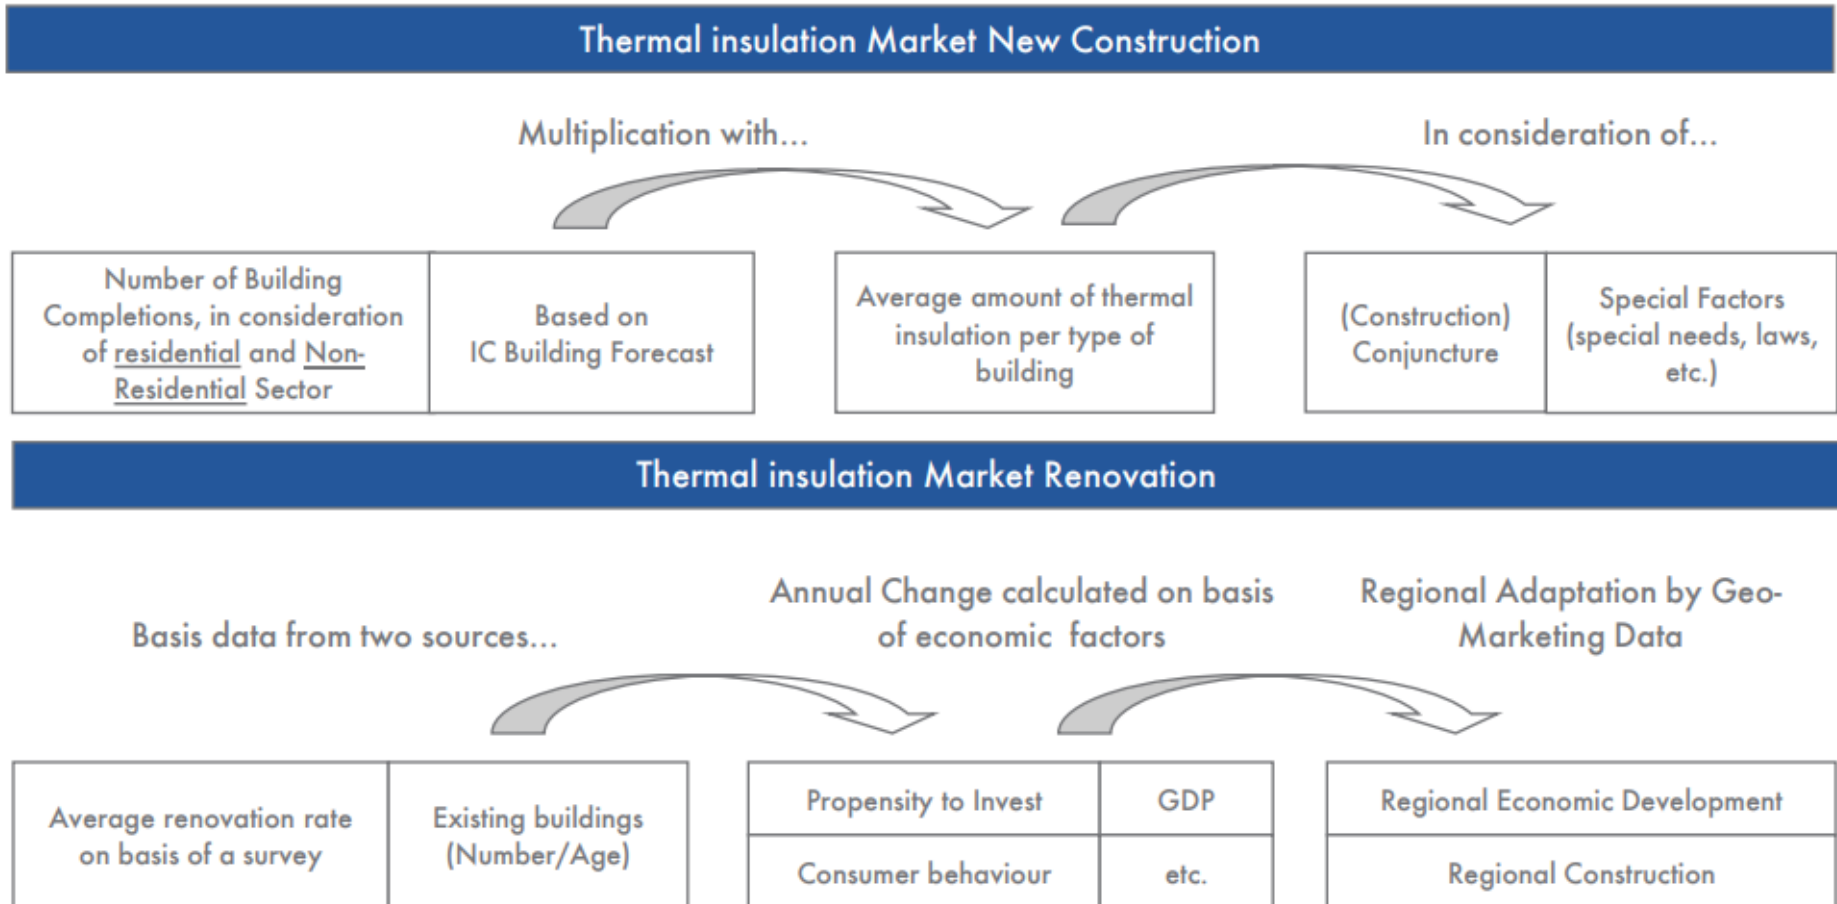 Thermal insulation Market New Construction
Multiplication with...
In consideration of...
Number of Building
Completions, in consideration
of residential and Non-
Residential Sector
Based on
IC Building Forecast
Average amount of thermal
insulation per type of
building
(Construction)
Conjuncture
Special Factors
(special needs, laws,
etc.)
Thermal insulation Market Renovation
Basis data from two sources...
Annual Change calculated on basis
of economic factors
Regional Adaptation by Geo-
Marketing Data
Average renovation rate
on basis of a survey
Existing buildings
(Number/Age)
Propensity to Invest
GDP
Consumer behaviour
etc.
Regional Economic Development
Regional Construction